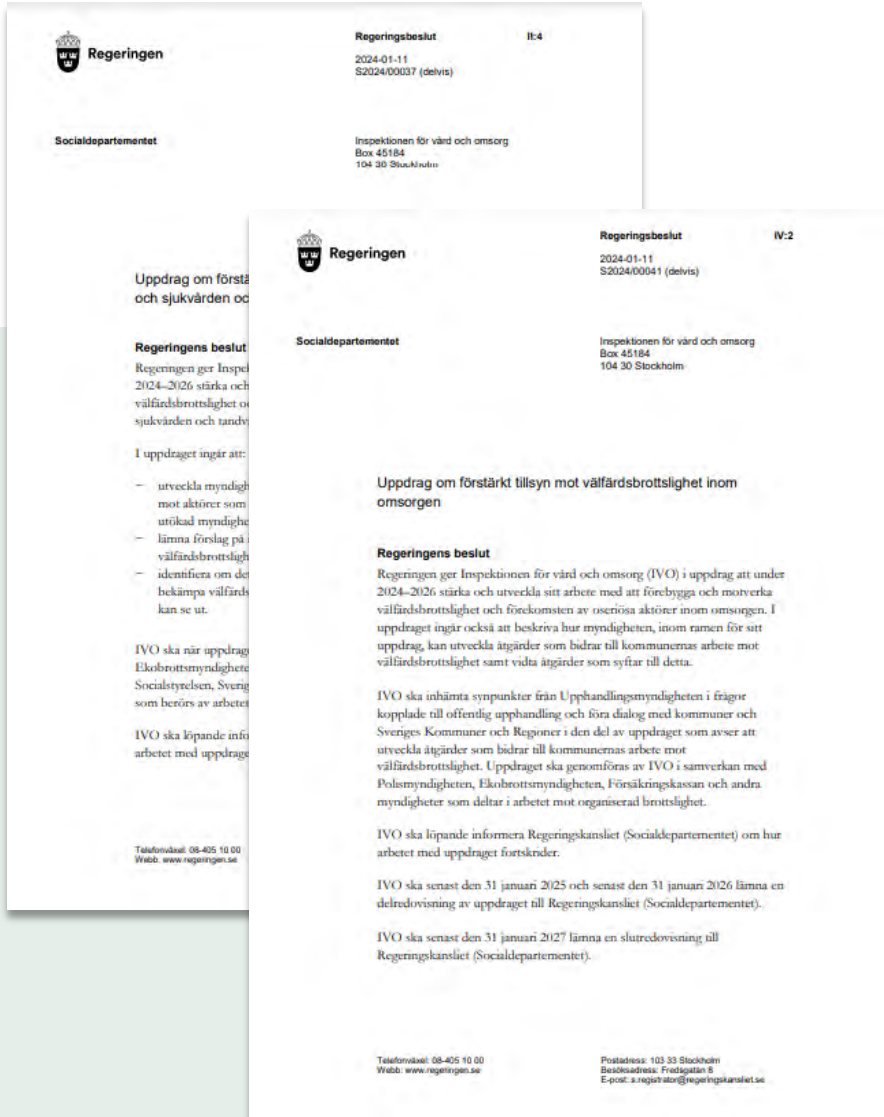 Regeringen
Regeringsbeslut II:4
2024-01-11
S2024/00037 (delvis)
Socialdepartementet
Inspektionen för vård och omsorg
Box 45184
104 30 Stockholm
Uppdrag om förstä
och sjukvården oc
Regeringens beslut
Regeringen ger Inspe
2024–2026 stärka och
välfärdsbrottslighet o
sjukvården och tandv
I uppdraget ingår att:
– utveckla myndigh
mot aktörer som
utökad myndighe
– lämna förslag på
välfärdsbrottsligh
– identifiera om de
bekämpa välfärds
kan se ut.
IVO ska när uppdrag
Ekobrottsmyndighete
Socialstyrelsen, Sverig
som berörs av arbete
IVO ska löpande info
arbetet med uppdrage
Telefonväxel: 08-405 10 00
Webb: www.regeringen.se
Regeringen
Regeringsbeslut IV:2
2024-01-11
S2024/00041 (delvis)
Socialdepartementet
Inspektionen för vård och omsorg
Box 45184
104 30 Stockholm
Uppdrag om förstärkt tillsyn mot välfärdsbrottslighet inom
omsorgen
Regeringens beslut
Regeringen ger Inspektionen för vård och omsorg (IVO) i uppdrag att under
2024–2026 stärka och utveckla sitt arbete med att förebygga och motverka
välfärdsbrottslighet och förekomsten av oseriösa aktörer inom omsorgen. I
uppdraget ingår också att beskriva hur myndigheten, inom ramen för sitt
uppdrag, kan utveckla åtgärder som bidrar till kommunernas arbete mot
välfärdsbrottslighet samt vidta åtgärder som syftar till detta.
IVO ska inhämta synpunkter från Upphandlingsmyndigheten i frågor
kopplade till offentlig upphandling och föra dialog med kommuner och
Sveriges Kommuner och Regioner i den del av uppdraget som avser att
utveckla åtgärder som bidrar till kommunernas arbete mot
välfärdsbrottslighet. Uppdraget ska genomföras av IVO i samverkan med
Polismyndigheten, Ekobrottsmyndigheten, Försäkringskassan och andra
myndigheter som deltar i arbetet mot organiserad brottslighet.
IVO ska löpande informera Regeringskansliet (Socialdepartementet) om hur
arbetet med uppdraget fortskrider.
IVO ska senast den 31 januari 2025 och senast den 31 januari 2026 lämna en
delredovisning av uppdraget till Regeringskansliet (Socialdepartementet).
IVO ska senast den 31 januari 2027 lämna en slutredovisning till
Regeringskansliet (Socialdepartementet).
Telefonväxel: 08-405 10 00
Webb: www.regeringen.se
Postadress: 103 33 Stockholm
Besöksadress: Fredsgatan 8
E-post: s.registrator@regeringskansliet.se